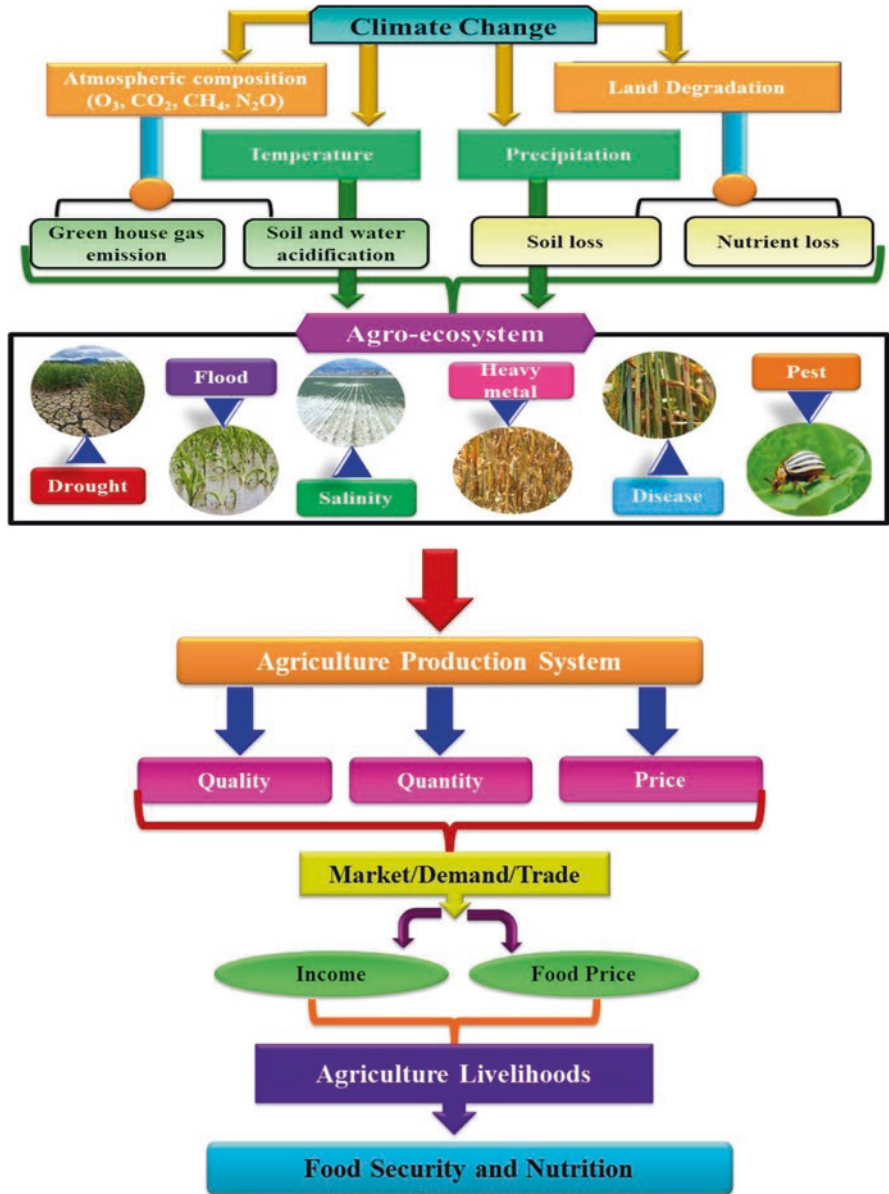 Climate Change
Atmospheric composition
(O₃, CO₂, CH₄, N₂O)
Land Degradation
Temperature
Precipitation
Green house gas
emission
Soil and water
acidification
Soil loss
Nutrient loss
Agro-ecosystem
Flood
Heavy
metal
Pest
Drought
Salinity
Disease
Agriculture Production System
Quality
Quantity
Price
Market/Demand/Trade
Income
Food Price
Agriculture Livelihoods
Food Security and Nutrition